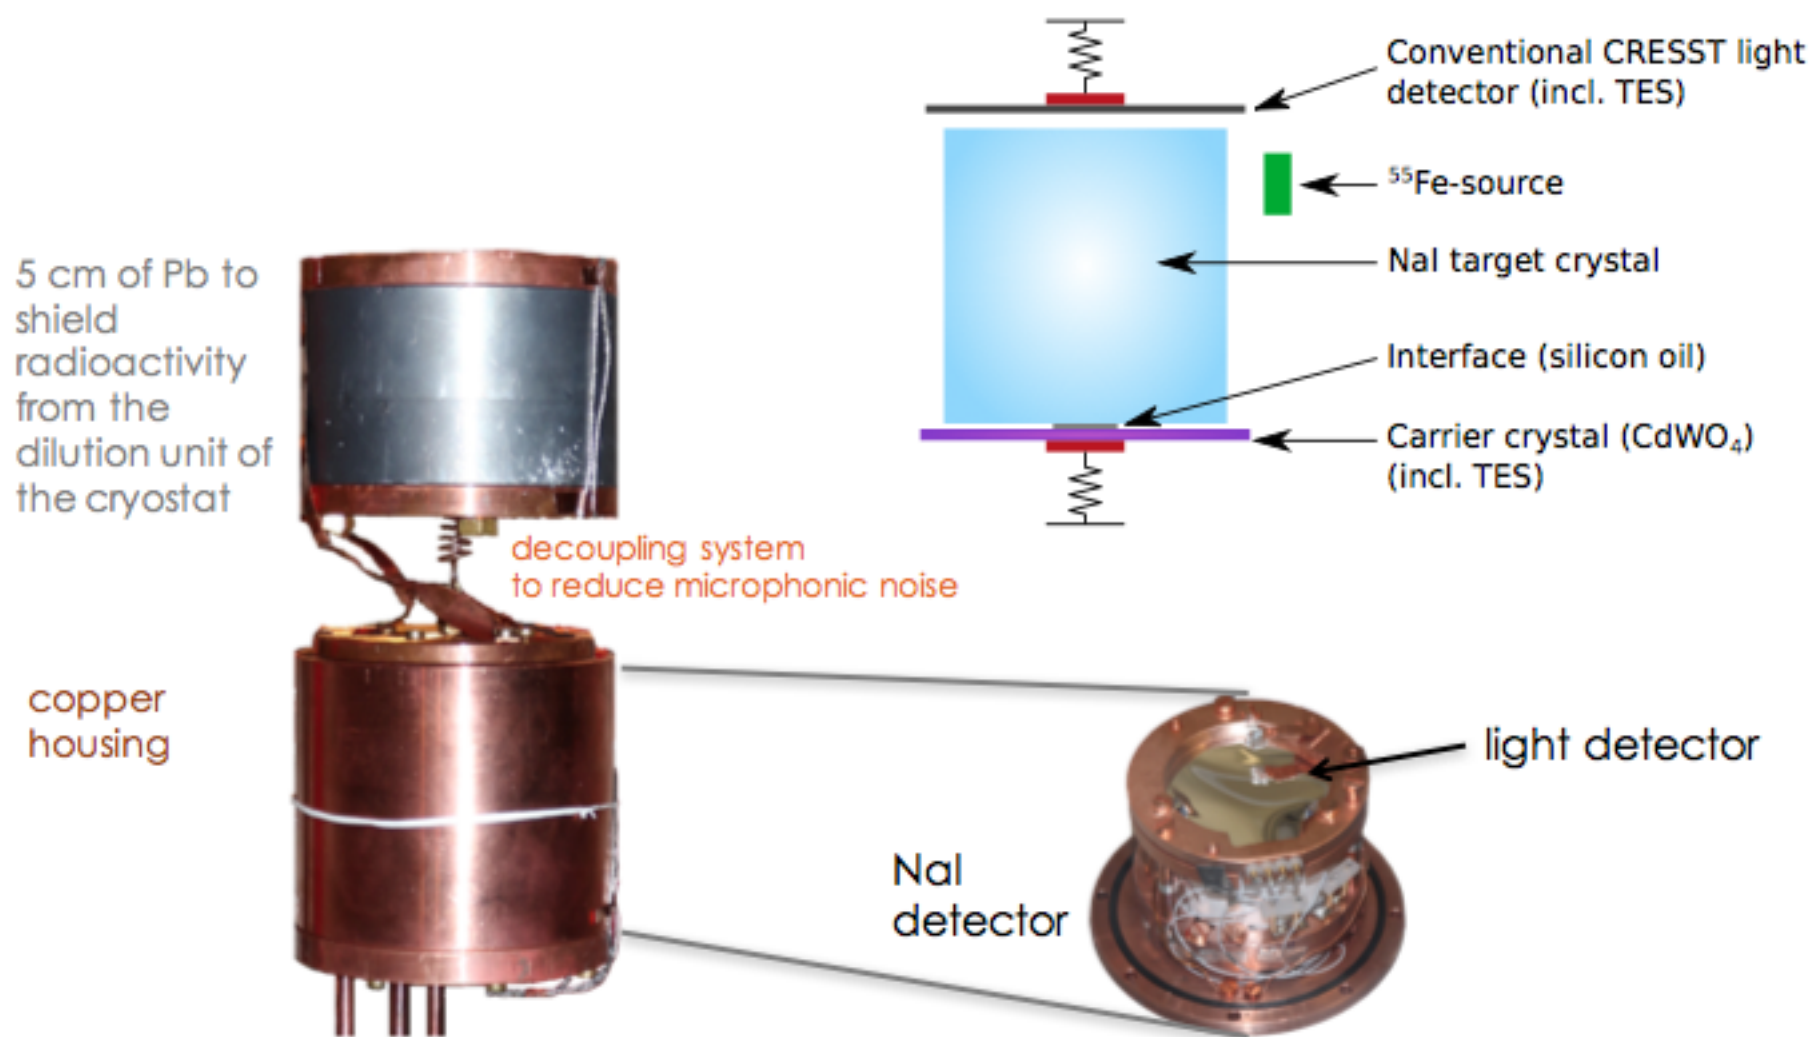 Conventional CRESST light
detector (incl. TES)
⁵⁵Fe-source
NaI target crystal
Interface (silicon oil)
Carrier crystal (CdWO₄)
(incl. TES)
5 cm of Pb to
shield
radioactivity
from the
dilution unit of
the cryostat
decoupling system
to reduce microphonic noise
copper
housing
light detector
NaI
detector